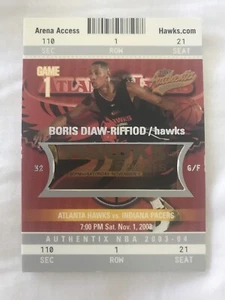 Arena Access Hawks.com
110 1 21
SEC ROW SEAT
GAME
1
Authentix
BORIS DIAW-RIFFIOD / hawks
G/F
ATLANTA HAWKS vs. INDIANA PACERS
7:00 PM Sat. Nov. 1, 2003
AUTHENTIX NBA 2003-04
110 1 21
SEC ROW SEAT